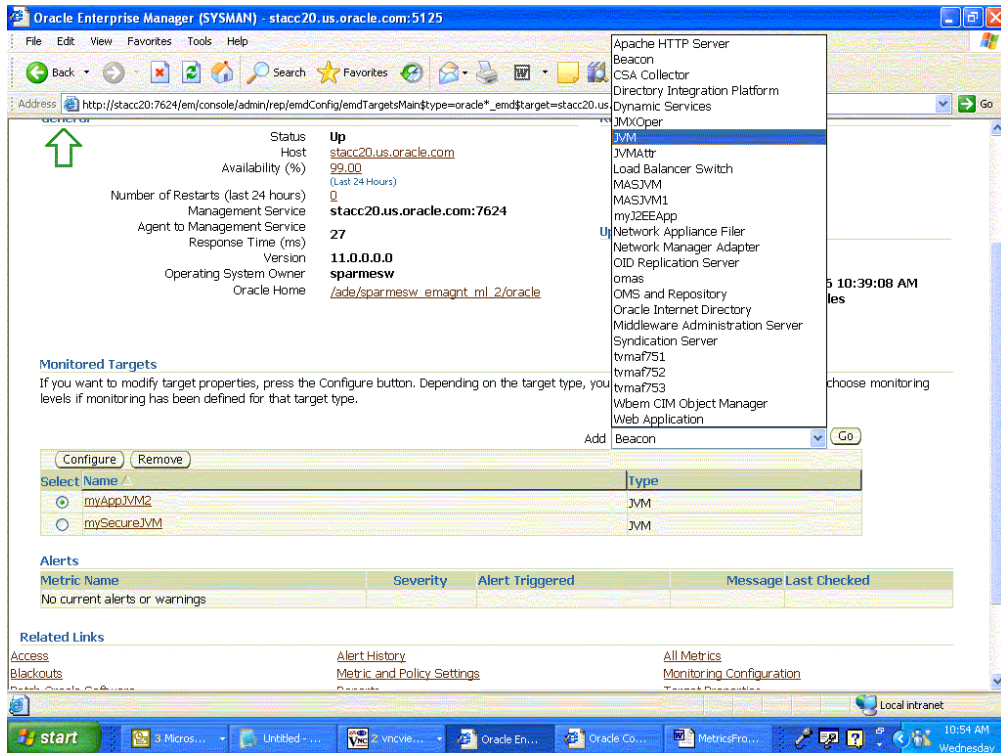 Oracle Enterprise Manager (SYSMAN) - stacc20.us.oracle.com:5125
File Edit View Favorites Tools Help
Back Search Favorites
Address http://stacc20:7624/em/console/admin/rep/emdConfig/emdTargetsMain$type=oracle*_emd$target=stacc20.us. Go
General
Status Up
Host stacc20.us.oracle.com
Availability (%) 99.00
(Last 24 Hours)
Number of Restarts (last 24 hours) 0
Management Service stacc20.us.oracle.com:7624
Agent to Management Service
Response Time (ms) 27
Version 11.0.0.0.0
Operating System Owner sparmesw
Oracle Home /ade/sparmesw_emagnt_ml_2/oracle
10:39:08 AM
Apache HTTP Server
Beacon
CSA Collector
Directory Integration Platform
Dynamic Services
JMXOper
JVM
JVMAttr
Load Balancer Switch
MASJVM
MASJVM1
myJ2EEApp
Network Appliance Filer
Network Manager Adapter
OID Replication Server
omas
OMS and Repository
Oracle Internet Directory
Middleware Administration Server
Syndication Server
tvmaf751
tvmaf752
tvmaf753
Wbem CIM Object Manager
Web Application
Monitored Targets
If you want to modify target properties, press the Configure button. Depending on the target type, you choose monitoring
levels if monitoring has been defined for that target type.
Add Beacon Go
Configure Remove
Select Name Type
myAppJVM2 JVM
mySecureJVM JVM
Alerts
Metric Name Severity Alert Triggered Message Last Checked
No current alerts or warnings
Related Links
Access Alert History All Metrics
Blackouts Metric and Policy Settings Monitoring Configuration
Local intranet
start 3 Micros... Untitled - ... 2 vncvie... Oracle En... Oracle Co... MetricsFro... 10:54 AM
Wednesday